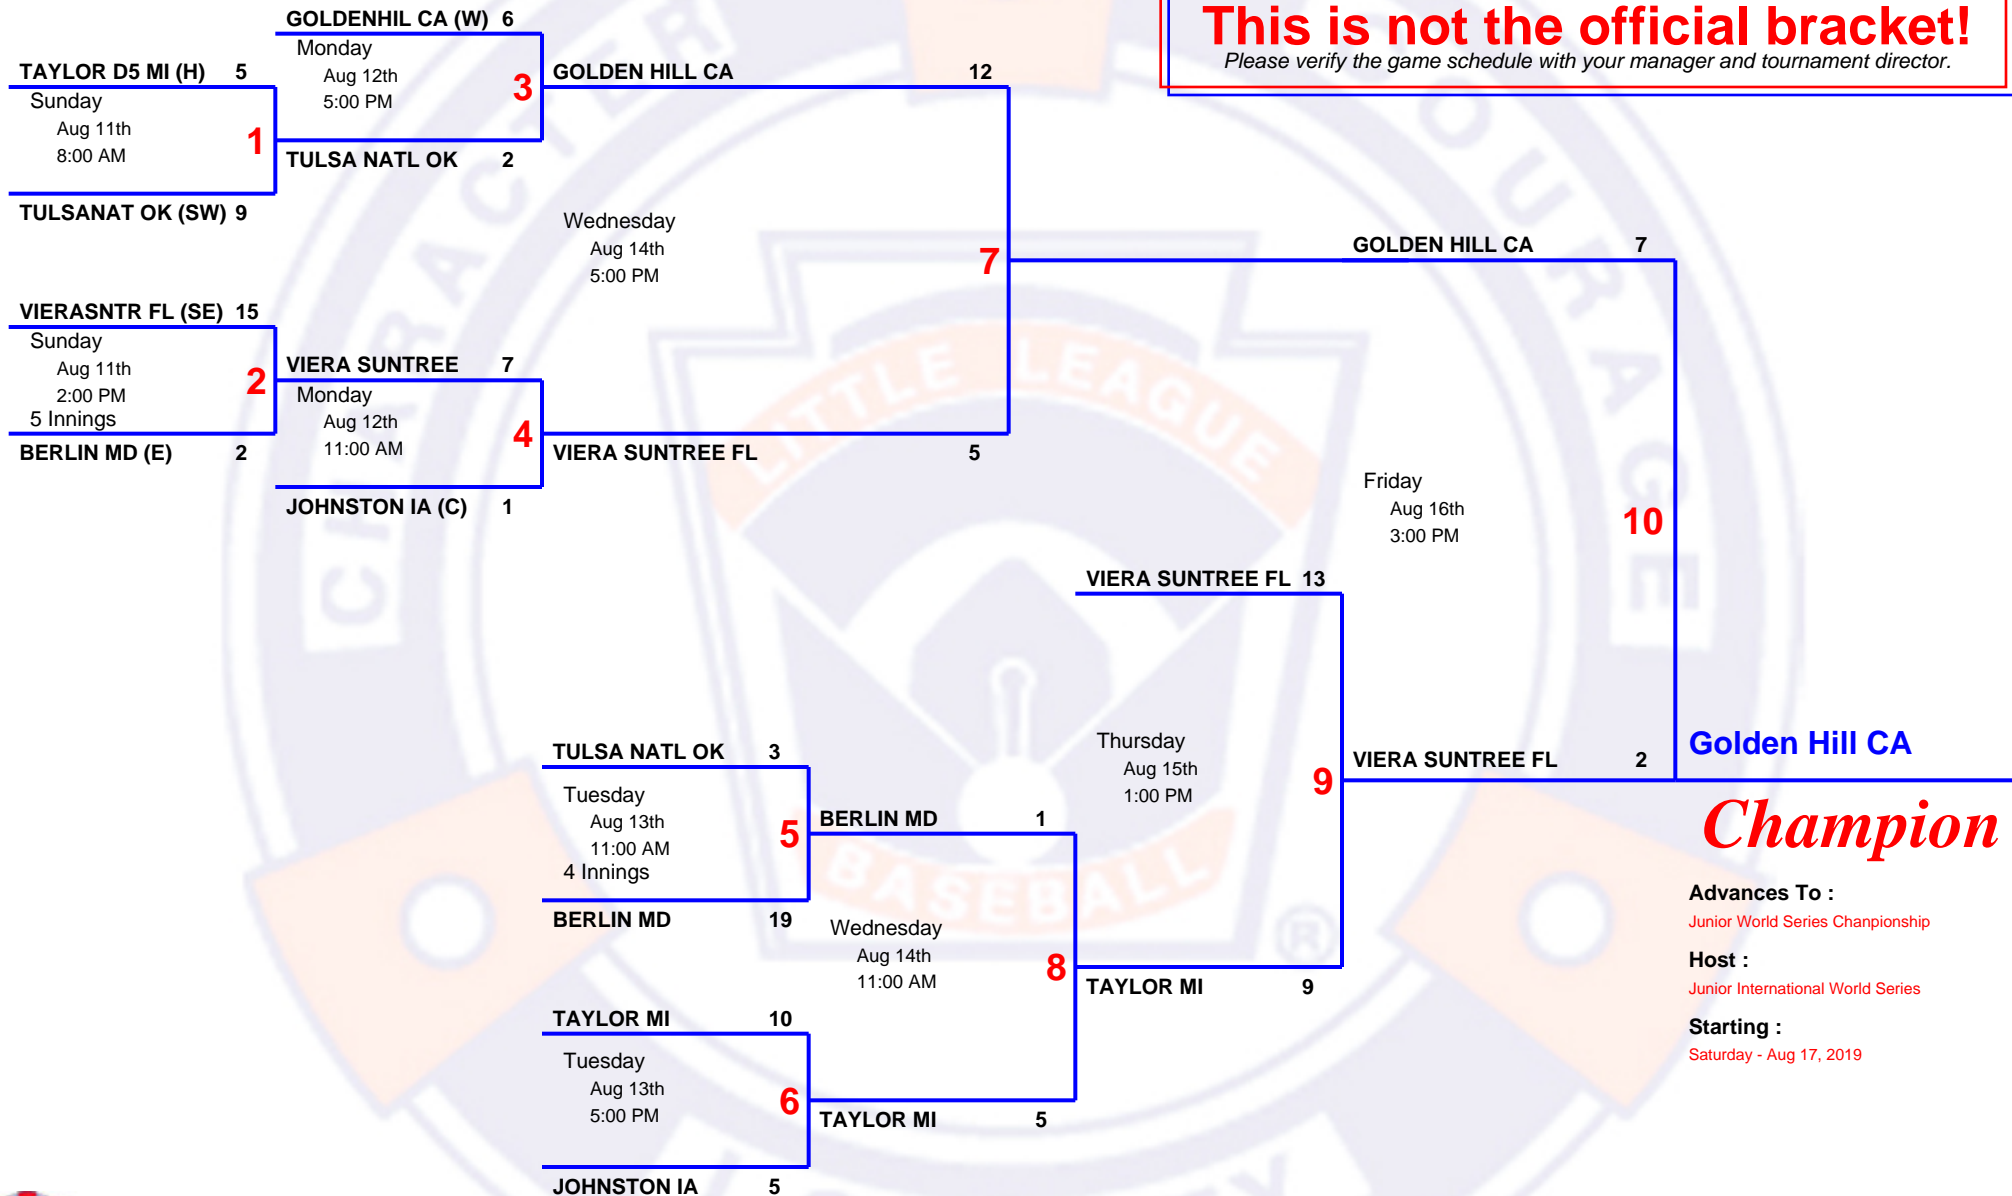 This is not the official bracket!
Please verify the game schedule with your manager and tournament director.
GOLDENHIL CA (W) 6
Monday
Aug 12th
5:00 PM
3
TAYLOR D5 MI (H) 5
Sunday
Aug 11th
8:00 AM
1
TULSANAT OK (SW) 9
TULSA NATL OK 2
GOLDEN HILL CA 12
Wednesday
Aug 14th
5:00 PM
7
VIERASNTR FL (SE) 15
Sunday
Aug 11th
2:00 PM
5 Innings
2
BERLIN MD (E) 2
VIERA SUNTREE 7
Monday
Aug 12th
11:00 AM
4
JOHNSTON IA (C) 1
VIERA SUNTREE FL 5
GOLDEN HILL CA 7
Friday
Aug 16th
3:00 PM
10
VIERA SUNTREE FL 13
Thursday
Aug 15th
1:00 PM
9
VIERA SUNTREE FL 2
TULSA NATL OK 3
Tuesday
Aug 13th
11:00 AM
4 Innings
5
BERLIN MD 19
BERLIN MD 1
Wednesday
Aug 14th
11:00 AM
8
TAYLOR MI 9
TAYLOR MI 10
Tuesday
Aug 13th
5:00 PM
6
TAYLOR MI 5
JOHNSTON IA 5
Golden Hill CA
Champion
Advances To :
Junior World Series Chanpionship
Host :
Junior International World Series
Starting :
Saturday - Aug 17, 2019
CHARACTER
COURAGE
LITTLE LEAGUE
BASEBALL
®